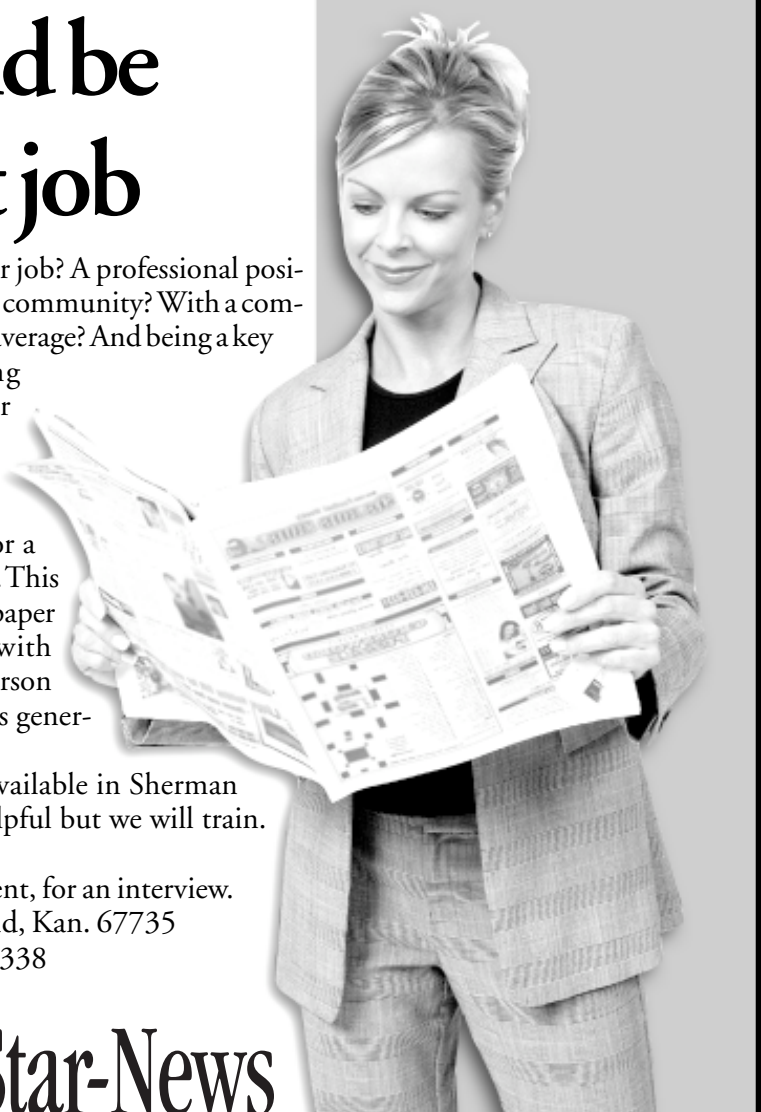 d be
t job
r job? A professional posi-
community? With a com-
verage? And being a key
ng
r
or a
. This
paper
with
erson
s gener-
vailable in Sherman
lpful but we will train.
ent, for an interview.
d, Kan. 67735
338
Star-News